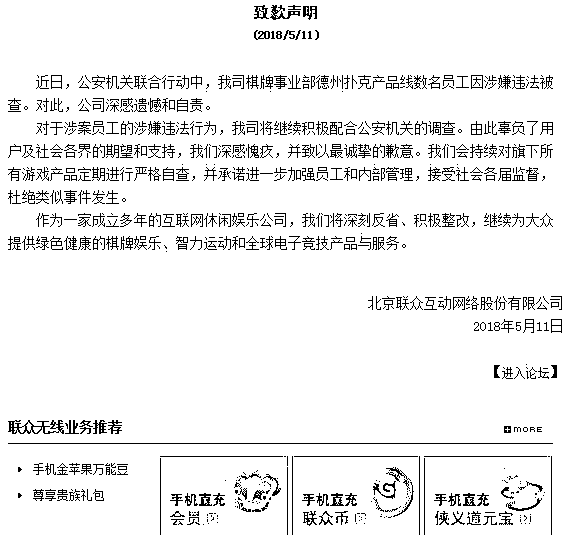 致歉声明
(2018/5/11)
近日，公安机关联合行动中，我司棋牌事业部德州扑克产品线数名员工因涉嫌违法被
查。对此，公司深感遗憾和自责。
对于涉案员工的涉嫌违法行为，我司将继续积极配合公安机关的调查。由此辜负了用
户及社会各界的期望和支持，我们深感愧疚，并致以最诚挚的歉意。我们会持续对旗下所
有游戏产品定期进行严格自查，并承诺进一步加强员工和内部管理，接受社会各届监督，
杜绝类似事件发生。
作为一家成立多年的互联网休闲娱乐公司，我们将深刻反省、积极整改，继续为大众
提供绿色健康的棋牌娱乐、智力运动和全球电子竞技产品与服务。
北京联众互动网络股份有限公司
2018年5月11日
【进入论坛】
联众无线业务推荐
MORE
手机金苹果万能豆
尊享贵族礼包
手机直充 手机直充 手机直充
会员 联众币 侠义道元宝